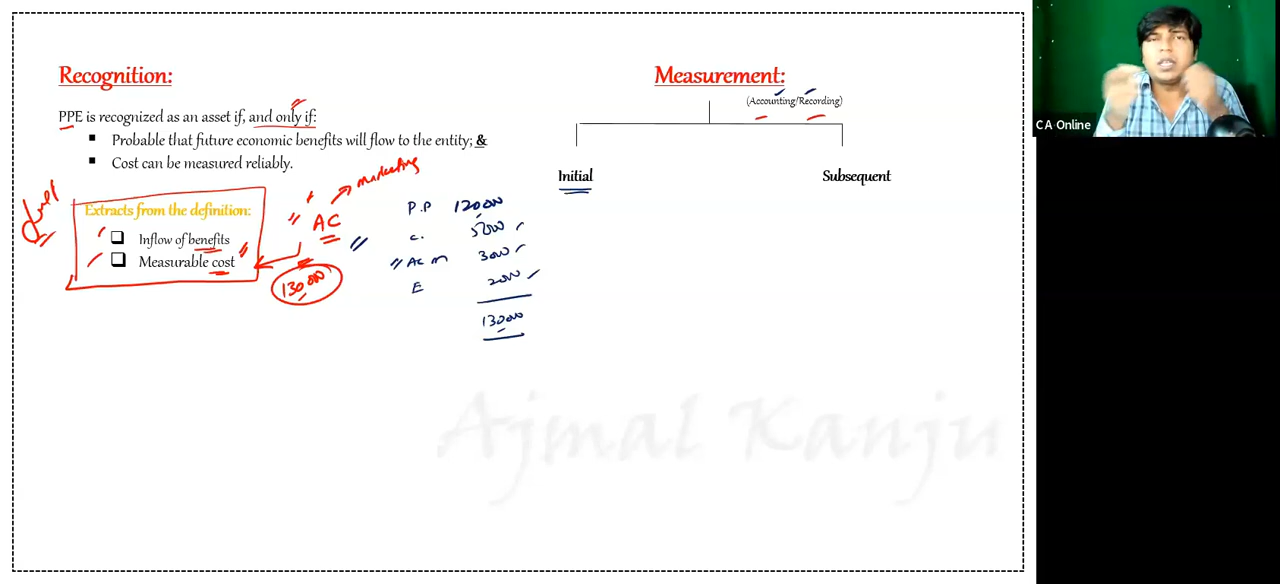 Recognition:
PPE is recognized as an asset if, and only if:
▪ Probable that future economic benefits will flow to the entity; &
▪ Cost can be measured reliably.
Extracts from the definition:
❑ Inflow of benefits
❑ Measurable cost
AC
marketing
130000
P.P 120000
C. 5000
AC m 3000
E 2000
130000
Measurement:
(Accounting/Recording)
Initial
Subsequent
CA Online
Ajmal Kanju